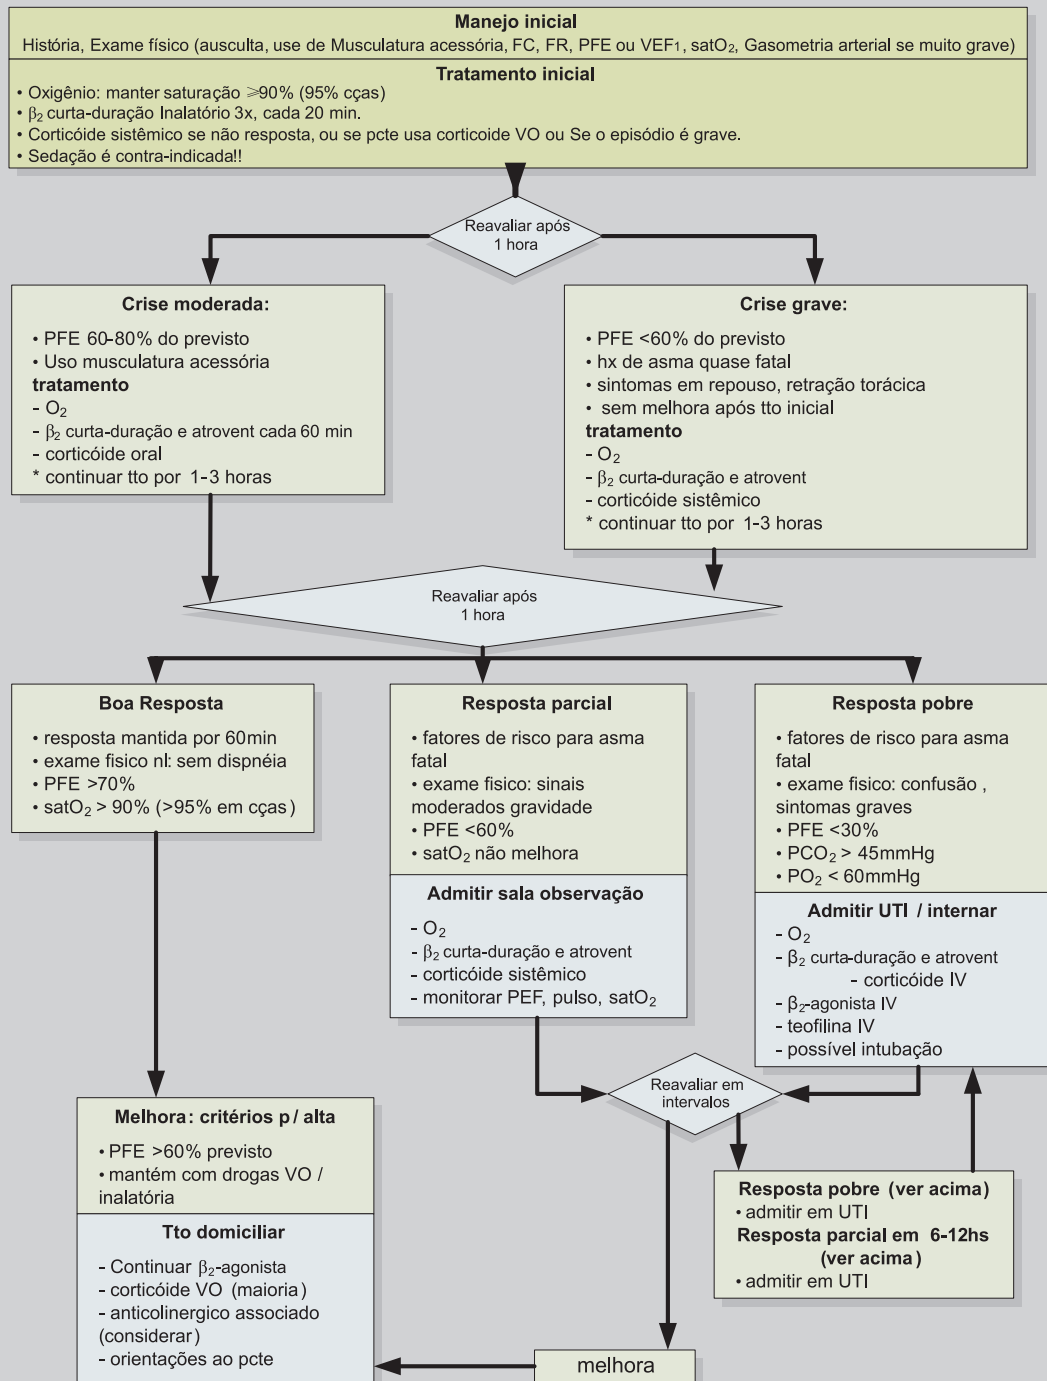 Manejo inicial
História, Exame físico (ausculta, use de Musculatura acessória, FC, FR, PFE ou VEF₁, satO₂, Gasometria arterial se muito grave)
Tratamento inicial
• Oxigênio: manter saturação ⩾90% (95% cças)
• β₂ curta-duração Inalatório 3x, cada 20 min.
• Corticóide sistêmico se não resposta, ou se pcte usa corticoide VO ou Se o episódio é grave.
• Sedação é contra-indicada!!
Reavaliar após
1 hora
Crise moderada:
• PFE 60-80% do previsto
• Uso musculatura acessória
tratamento
- O₂
- β₂ curta-duração e atrovent cada 60 min
- corticóide oral
* continuar tto por 1-3 horas
Crise grave:
• PFE <60% do previsto
• hx de asma quase fatal
• sintomas em repouso, retração torácica
• sem melhora após tto inicial
tratamento
- O₂
- β₂ curta-duração e atrovent
- corticóide sistêmico
* continuar tto por 1-3 horas
Reavaliar após
1 hora
Boa Resposta
• resposta mantida por 60min
• exame fisico nl: sem dispnéia
• PFE >70%
• satO₂ > 90% (>95% em cças)
Resposta parcial
• fatores de risco para asma
fatal
• exame fisico: sinais
moderados gravidade
• PFE <60%
• satO₂ não melhora
Admitir sala observação
- O₂
- β₂ curta-duração e atrovent
- corticóide sistêmico
- monitorar PEF, pulso, satO₂
Resposta pobre
• fatores de risco para asma
fatal
• exame fisico: confusão ,
sintomas graves
• PFE <30%
• PCO₂ > 45mmHg
• PO₂ < 60mmHg
Admitir UTI / internar
- O₂
- β₂ curta-duração e atrovent
- corticóide IV
- β₂-agonista IV
- teofilina IV
- possível intubação
Reavaliar em
intervalos
Melhora: critérios p/ alta
• PFE >60% previsto
• mantém com drogas VO /
inalatória
Tto domiciliar
- Continuar β₂-agonista
- corticóide VO (maioria)
- anticolinergico associado
(considerar)
- orientações ao pcte
Resposta pobre (ver acima)
• admitir em UTI
Resposta parcial em 6-12hs
(ver acima)
• admitir em UTI
melhora